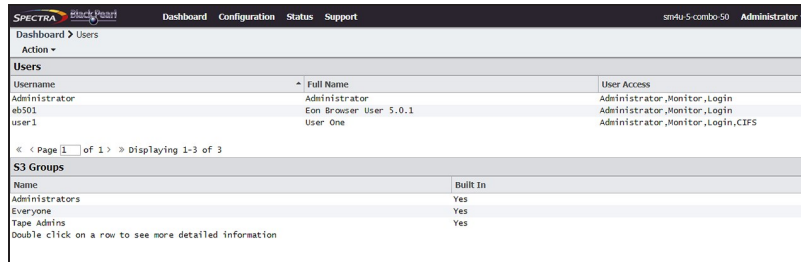 SPECTRA BlackPearl Dashboard Configuration Status Support sm4u-5-combo-50 Administrator
Dashboard > Users
Action
Users
Username Full Name User Access
Administrator Administrator Administrator,Monitor,Login
eb501 Eon Browser User 5.0.1 Administrator,Monitor,Login
user1 User One Administrator,Monitor,Login,CIFS
« < Page 1 of 1 > » Displaying 1-3 of 3
S3 Groups
Name Built In
Administrators Yes
Everyone Yes
Tape Admins Yes
Double click on a row to see more detailed information